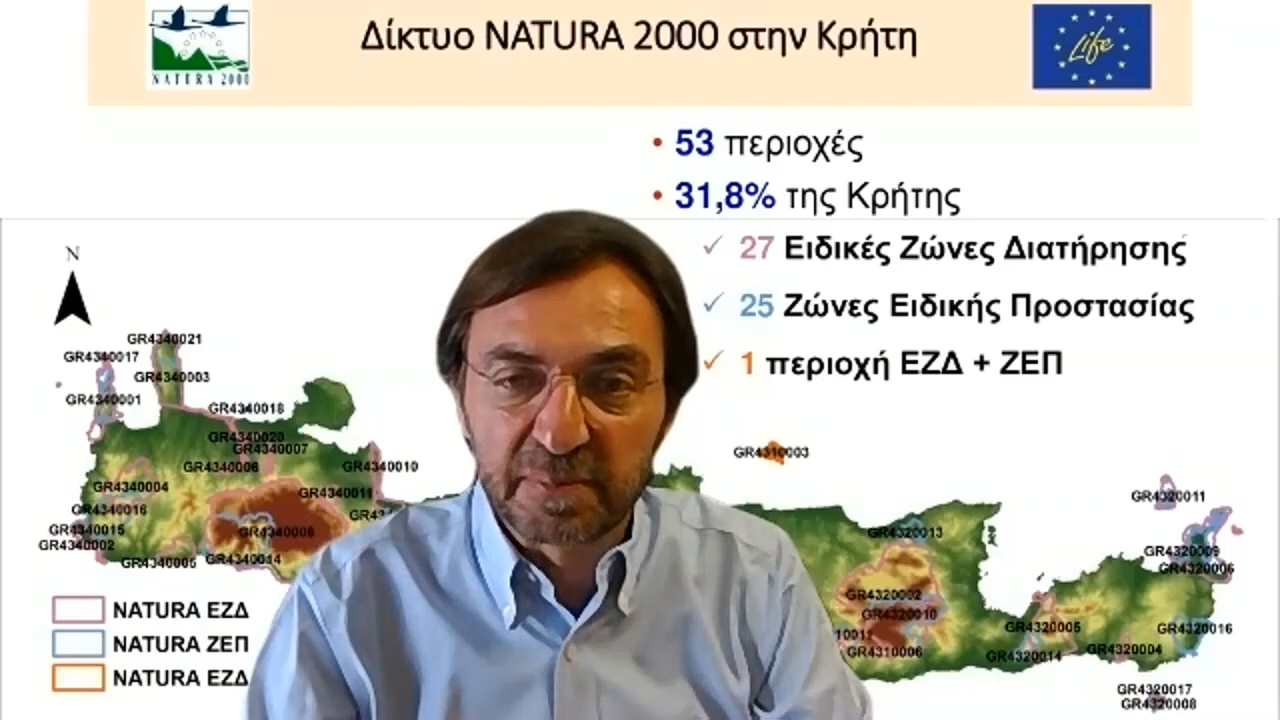 Δίκτυο NATURA 2000 στην Κρήτη
NATURA 2000
Life
• 53 περιοχές
• 31,8% της Κρήτης
✓ 27 Ειδικές Ζώνες Διατήρησης
✓ 25 Ζώνες Ειδικής Προστασίας
✓ 1 περιοχή ΕΖΔ + ΖΕΠ
N
GR4340021
GR4340017
GR4340003
GR4340001
GR4340018
GR4340020
GR4340007
GR4340006
GR4340010
GR4340004
GR4340011
GR4340016
GR434
GR4340015
GR4340008
GR4340002
GR4340005
GR4340014
GR4310003
GR4320011
GR4320013
GR4320009
GR4320006
GR4320002
GR4320010
GR4320005
GR4320016
10012
GR4310006
GR4320014
GR4320004
GR4320017
GR4320008
NATURA ΕΖΔ
NATURA ΖΕΠ
NATURA ΕΖΔ